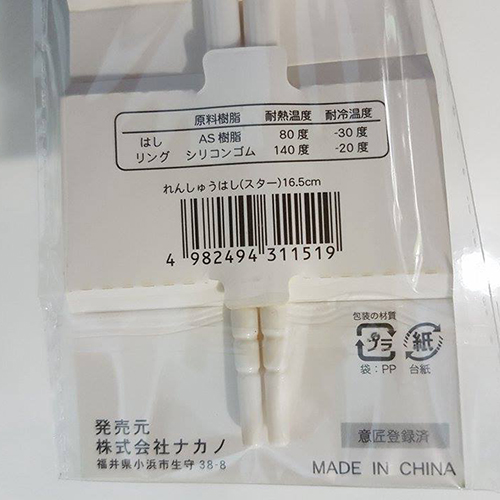 原料樹脂 耐熱温度 耐冷温度
はし AS樹脂 80度 -30度
リング シリコンゴム 140度 -20度
れんしゅうはし(スター)16.5cm
4 982494 311519
包装の材質
プラ 紙
袋：PP 台紙
発売元
株式会社ナカノ
福井県小浜市生守 38-8
意匠登録済
MADE IN CHINA